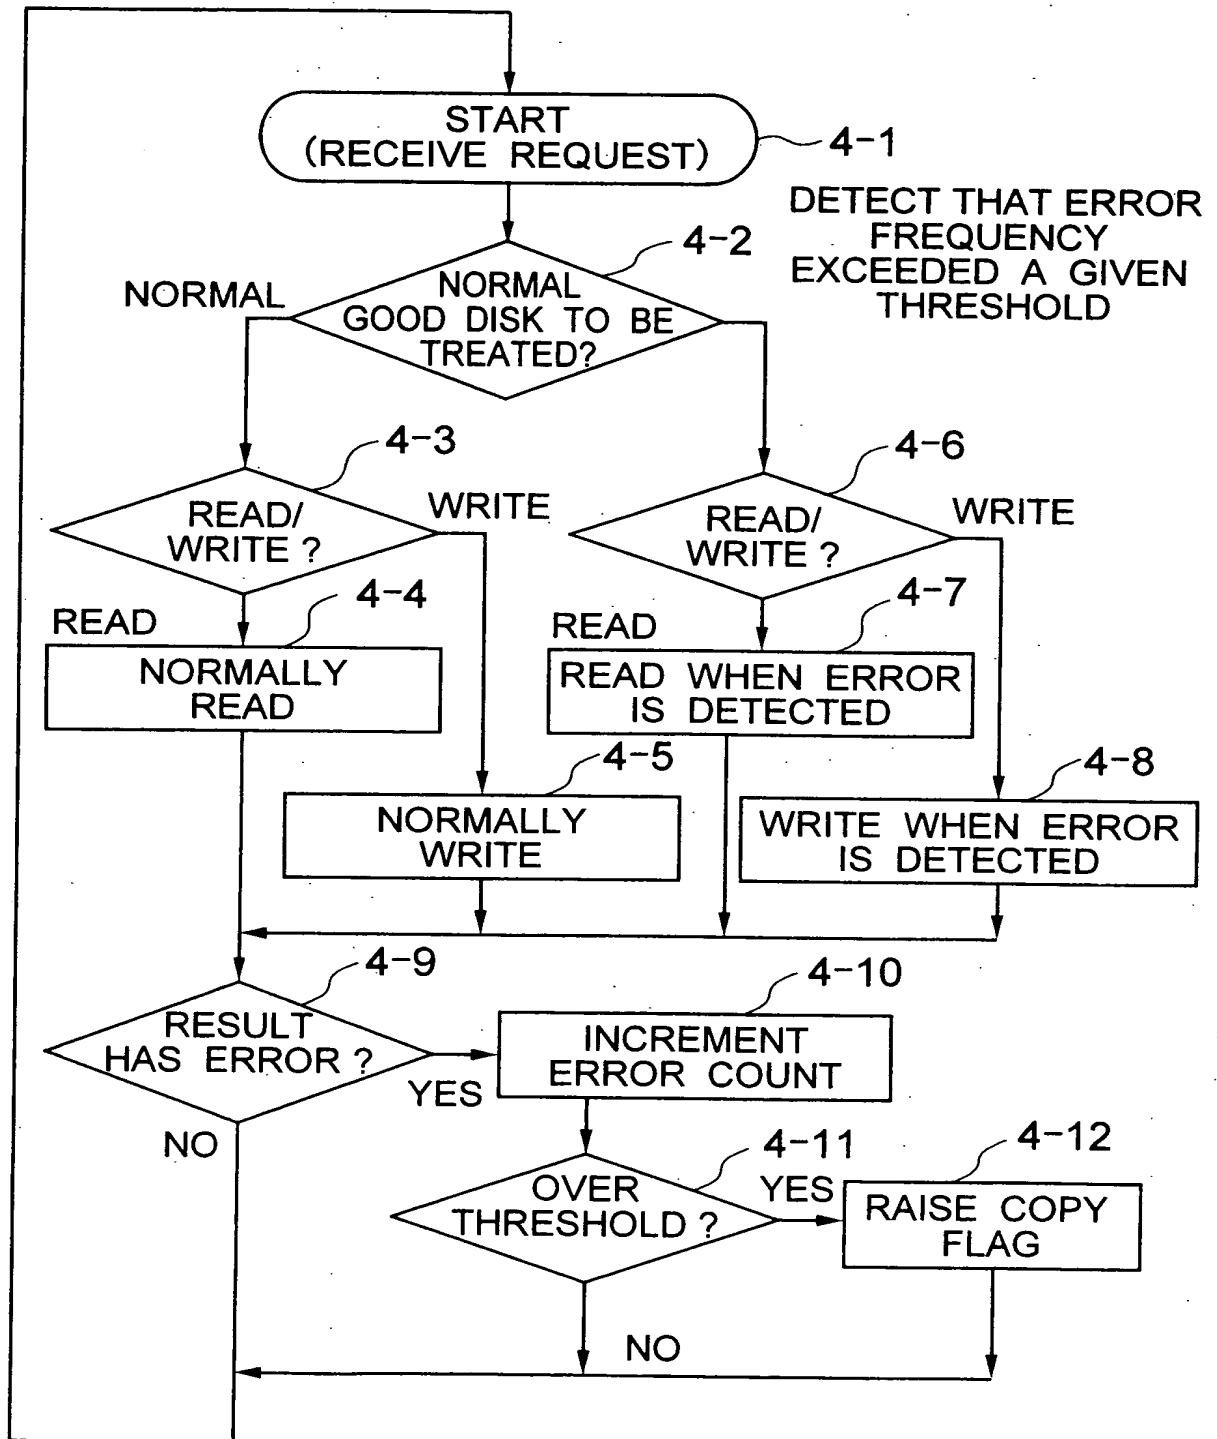 START
(RECEIVE REQUEST)
4-1
DETECT THAT ERROR
FREQUENCY
EXCEEDED A GIVEN
THRESHOLD
4-2
NORMAL
NORMAL
GOOD DISK TO BE
TREATED?
4-3
READ/
WRITE ?
WRITE
4-6
READ/
WRITE ?
WRITE
4-4
READ
NORMALLY
READ
4-7
READ
READ WHEN ERROR
IS DETECTED
4-5
NORMALLY
WRITE
4-8
WRITE WHEN ERROR
IS DETECTED
4-9
RESULT
HAS ERROR ?
YES
NO
4-10
INCREMENT
ERROR COUNT
4-11
OVER
THRESHOLD ?
YES
NO
4-12
RAISE COPY
FLAG